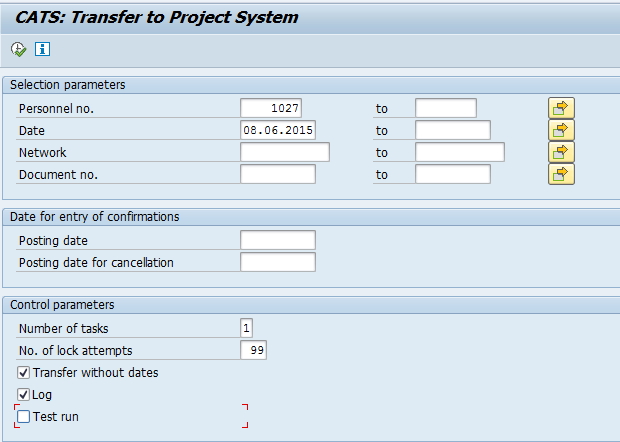 CATS: Transfer to Project System
Selection parameters
Personnel no. 1027 to
Date 08.06.2015 to
Network to
Document no. to
Date for entry of confirmations
Posting date
Posting date for cancellation
Control parameters
Number of tasks 1
No. of lock attempts 99
Transfer without dates
Log
Test run